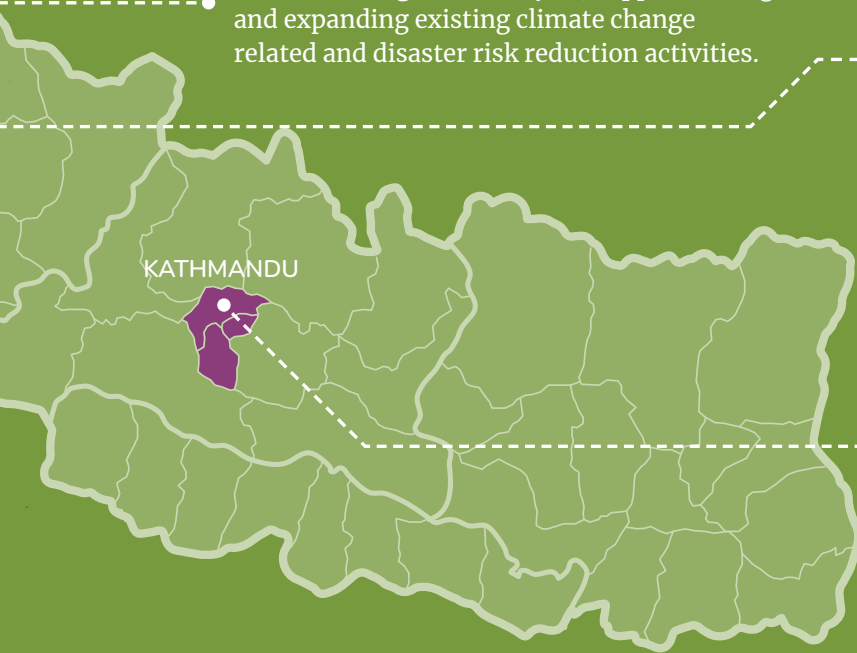 and expanding existing climate change
related and disaster risk reduction activities.
KATHMANDU